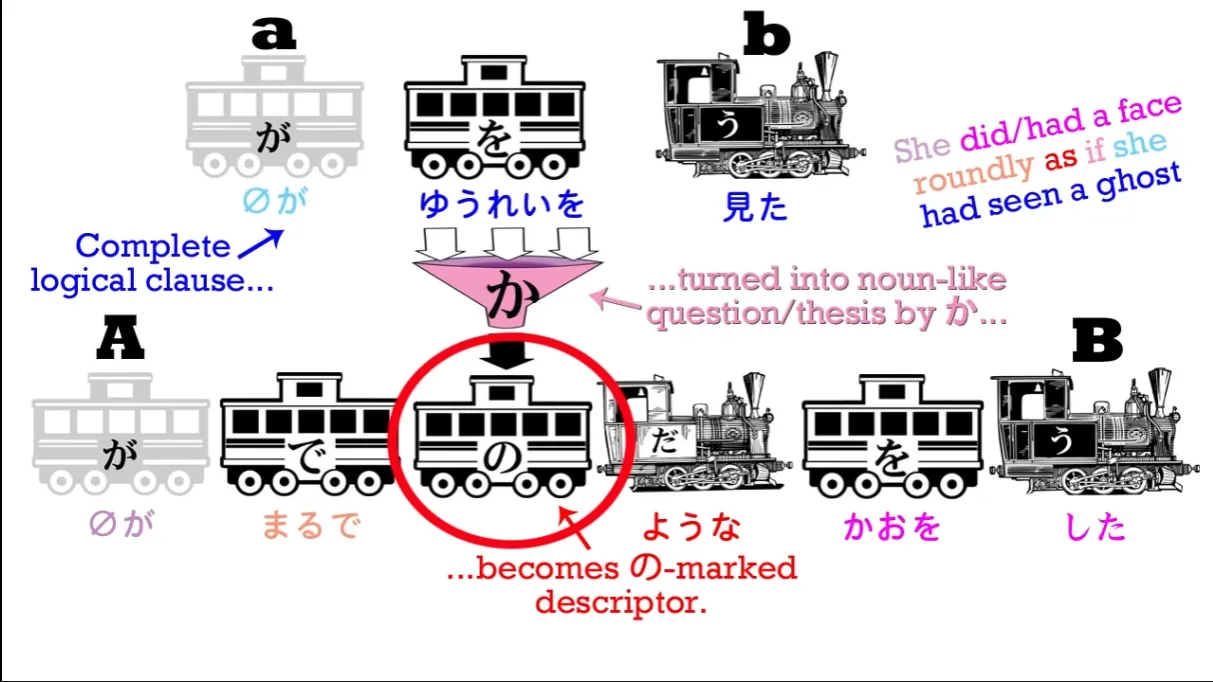 a
b
が
を
う
∅が
ゆうれいを
見た
She did/had a face
roundly as if she
had seen a ghost
Complete
logical clause...
か
...turned into noun-like
question/thesis by か...
A
B
が
で
の
だ
を
う
∅が
まるで
ような
かおを
した
...becomes の-marked
descriptor.